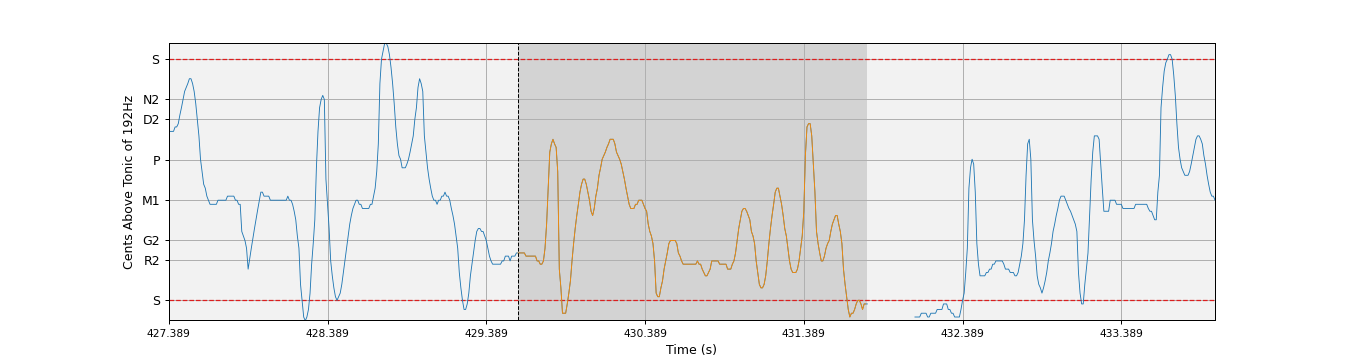 S
N2
D2
P
M1
G2
R2
S
Cents Above Tonic of 192Hz
427.389 428.389 429.389 430.389 431.389 432.389 433.389
Time (s)